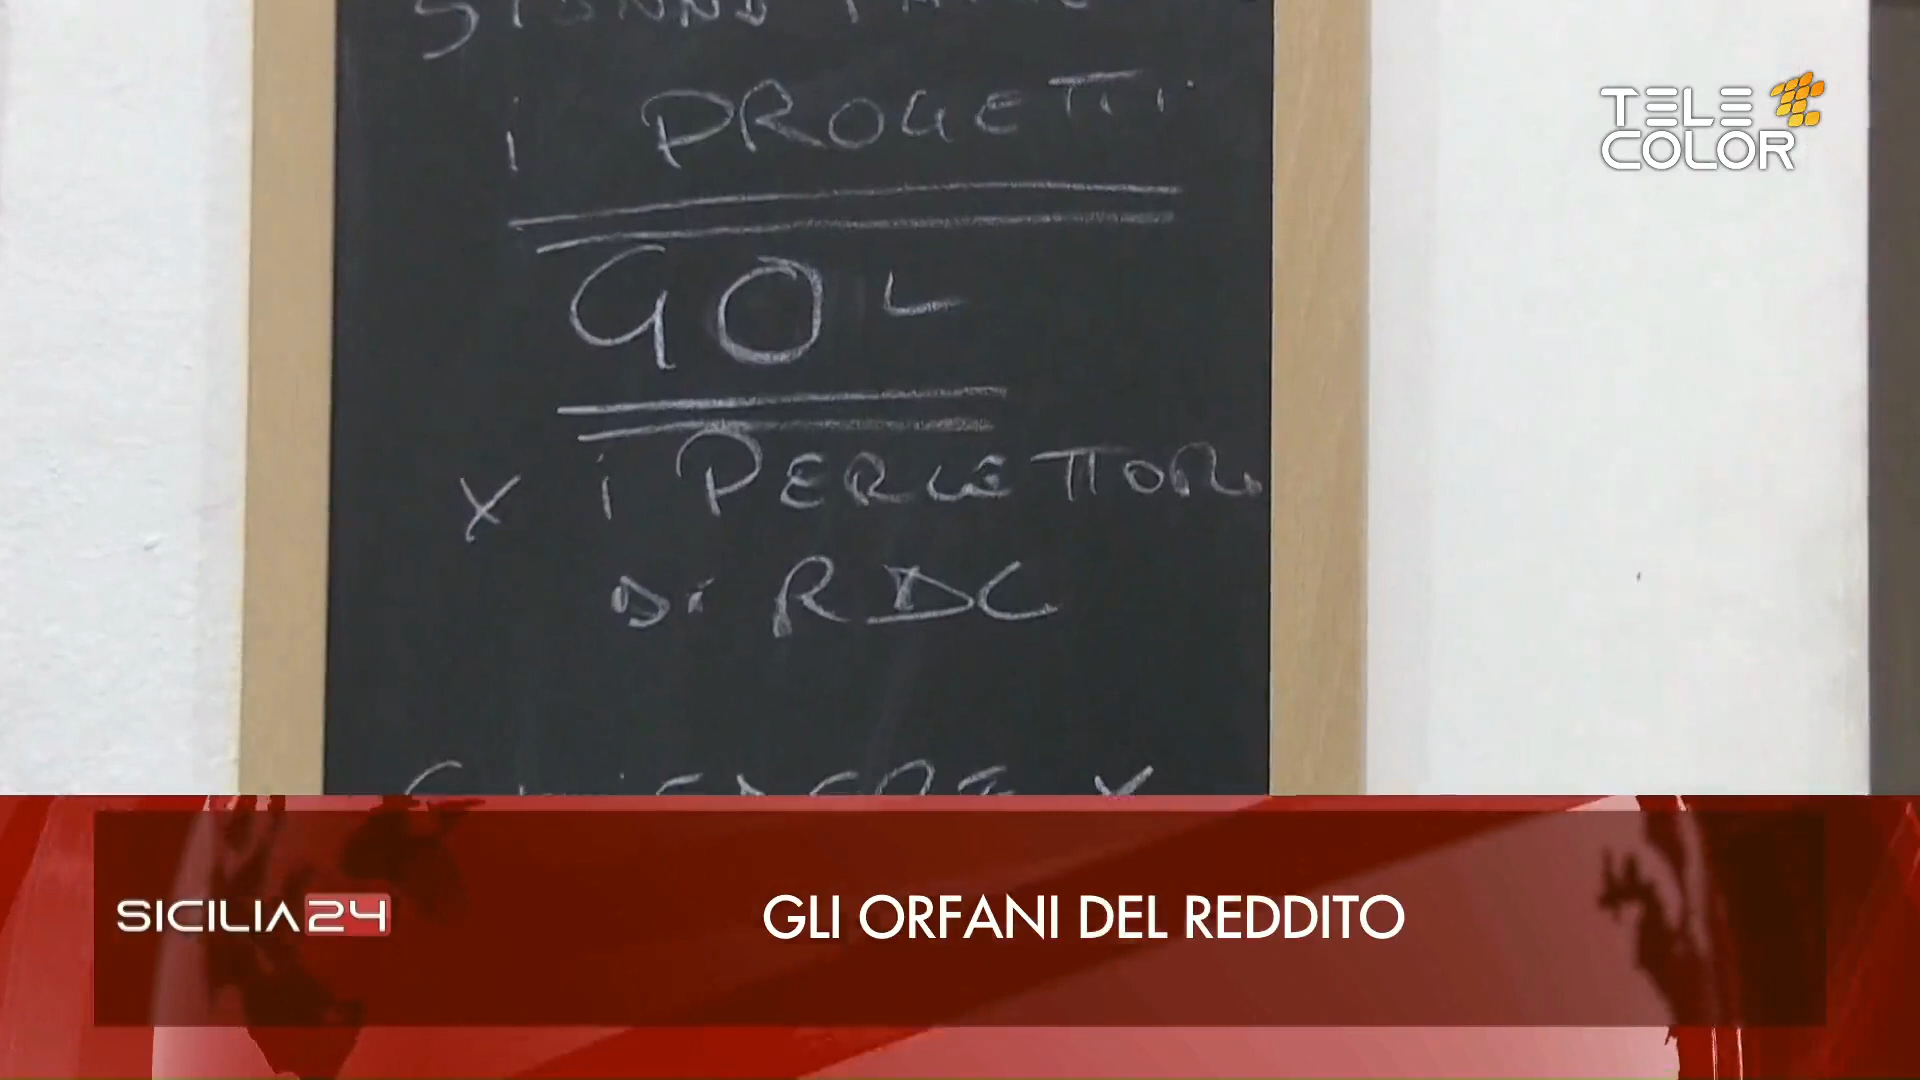 i PROGETTI
GOL
x i PERCETTORI
Di RDC
TELE
COLOR
SICILIA24
GLI ORFANI DEL REDDITO